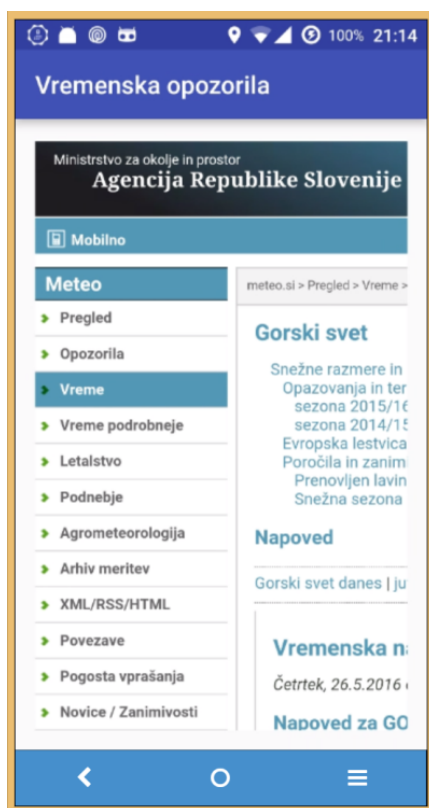 100% 21:14
Vremenska opozorila
Ministrstvo za okolje in prostor
Agencija Republike Slovenije
Mobilno
Meteo
Pregled
Opozorila
Vreme
Vreme podrobneje
Letalstvo
Podnebje
Agrometeorologija
Arhiv meritev
XML/RSS/HTML
Povezave
Pogosta vprašanja
Novice / Zanimivosti
meteo.si > Pregled > Vreme >
Gorski svet
Snežne razmere in
Opazovanja in ter
sezona 2015/16
sezona 2014/15
Evropska lestvica
Poročila in zanim
Prenovljen lavin
Snežna sezona
Napoved
Gorski svet danes | ju
Vremenska na
Četrtek, 26.5.2016
Napoved za GO